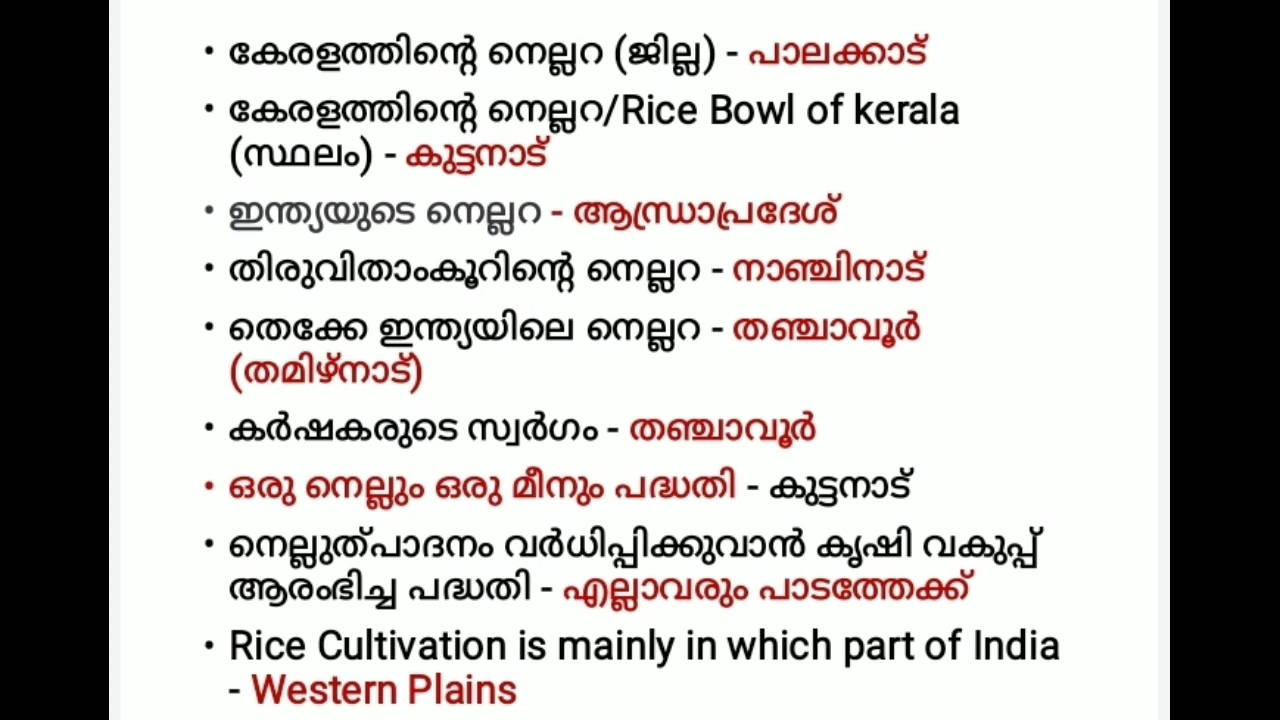 • കേരളത്തിന്റെ നെല്ലറ (ജില്ല) - പാലക്കാട്
• കേരളത്തിന്റെ നെല്ലറ/Rice Bowl of kerala
(സ്ഥലം) - കുട്ടനാട്
• ഇന്ത്യയുടെ നെല്ലറ - ആന്ധ്രാപ്രദേശ്
• തിരുവിതാംകൂറിന്റെ നെല്ലറ - നാഞ്ചിനാട്
• തെക്കേ ഇന്ത്യയിലെ നെല്ലറ - തഞ്ചാവൂർ
(തമിഴ്നാട്)
• കർഷകരുടെ സ്വർഗം - തഞ്ചാവൂർ
• ഒരു നെല്ലും ഒരു മീനും പദ്ധതി - കുട്ടനാട്
• നെല്ലുത്പാദനം വർധിപ്പിക്കുവാൻ കൃഷി വകുപ്പ്
ആരംഭിച്ച പദ്ധതി - എല്ലാവരും പാടത്തേക്ക്
• Rice Cultivation is mainly in which part of India
- Western Plains